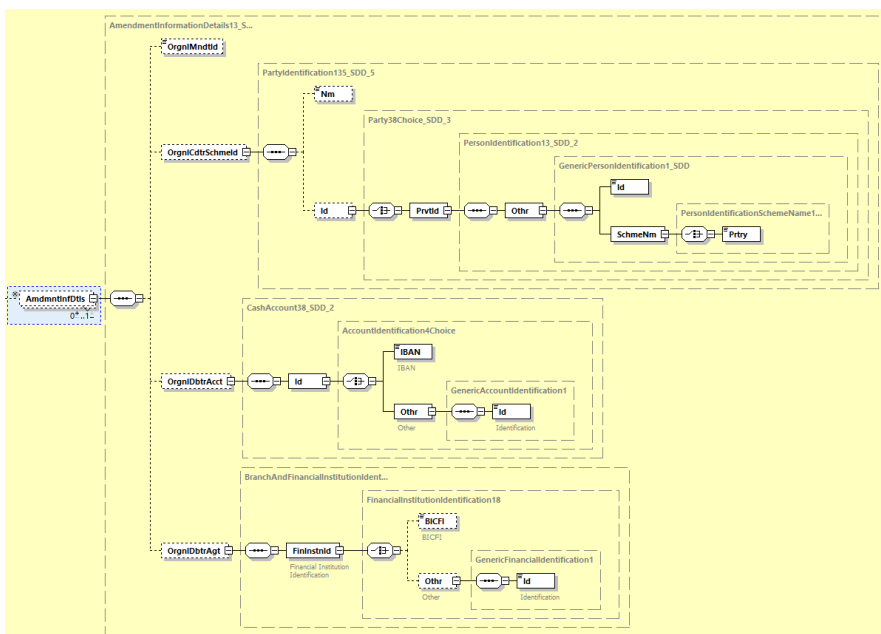 AmendmentInformationDetails13_S...
OrgnlMndtId
PartyIdentification135_SDD_5
Nm
Party38Choice_SDD_3
PersonIdentification13_SDD_2
OrgnlCdtrSchmeId
GenericPersonIdentification1_SDD
Id
Id
PrvtId
Othr
PersonIdentificationSchemeName1...
SchmeNm
Prtry
AmdmntInfDtls
0*..1-
CashAccount38_SDD_2
AccountIdentification4Choice
IBAN
IBAN
OrgnlDbtrAcct
Id
GenericAccountIdentification1
Othr
Id
Other
Identification
BranchAndFinancialInstitutionIdent...
FinancialInstitutionIdentification18
BICFI
BICFI
OrgnlDbtrAgt
FinInstnId
GenericFinancialIdentification1
Financial Institution
Identification
Othr
Id
Other
Identification